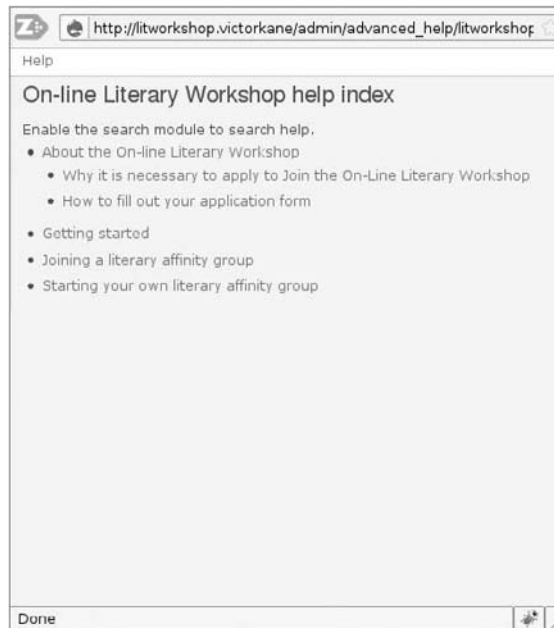 http://litworkshop.victorkane/admin/advanced_help/litworkshop
Help
On-line Literary Workshop help index
Enable the search module to search help.
• About the On-line Literary Workshop
• Why it is necessary to apply to Join the On-Line Literary Workshop
• How to fill out your application form
• Getting started
• Joining a literary affinity group
• Starting your own literary affinity group
Done